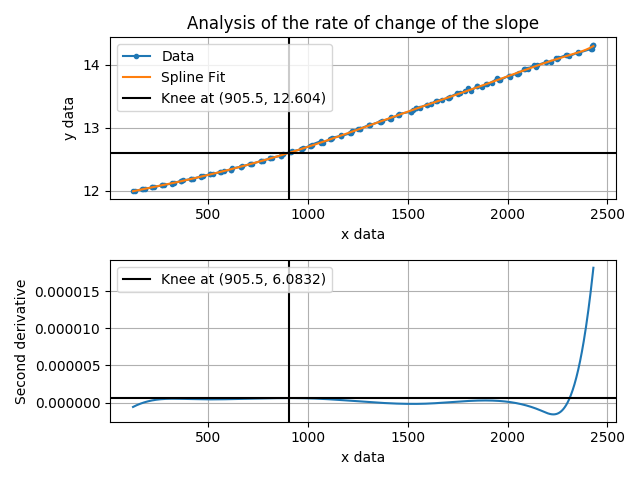 Analysis of the rate of change of the slope
Data
Spline Fit
Knee at (905.5, 12.604)
y data
14
13
12
500
1000
1500
2000
2500
x data
Knee at (905.5, 6.0832)
Second derivative
0.000015
0.000010
0.000005
0.000000
500
1000
1500
2000
2500
x data